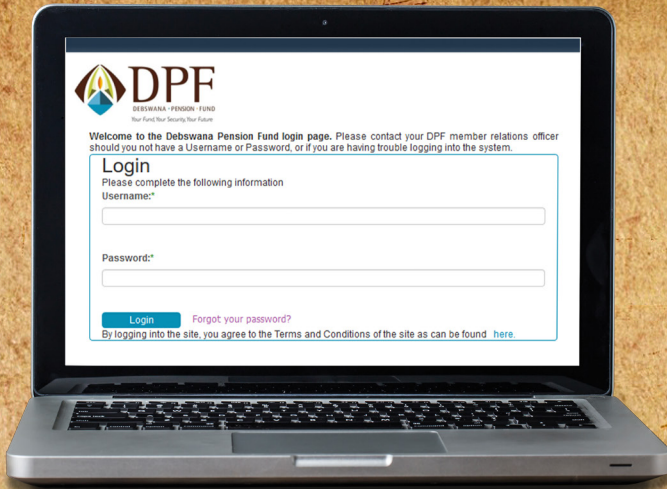 DPF
DEBSWANA • PENSION • FUND
Your Fund, Your Security, Your Future
Welcome to the Debswana Pension Fund login page. Please contact your DPF member relations officer
should you not have a Username or Password, or if you are having trouble logging into the system.
Login
Please complete the following information
Username:*
Password:*
Login Forgot your password?
By logging into the site, you agree to the Terms and Conditions of the site as can be found here.